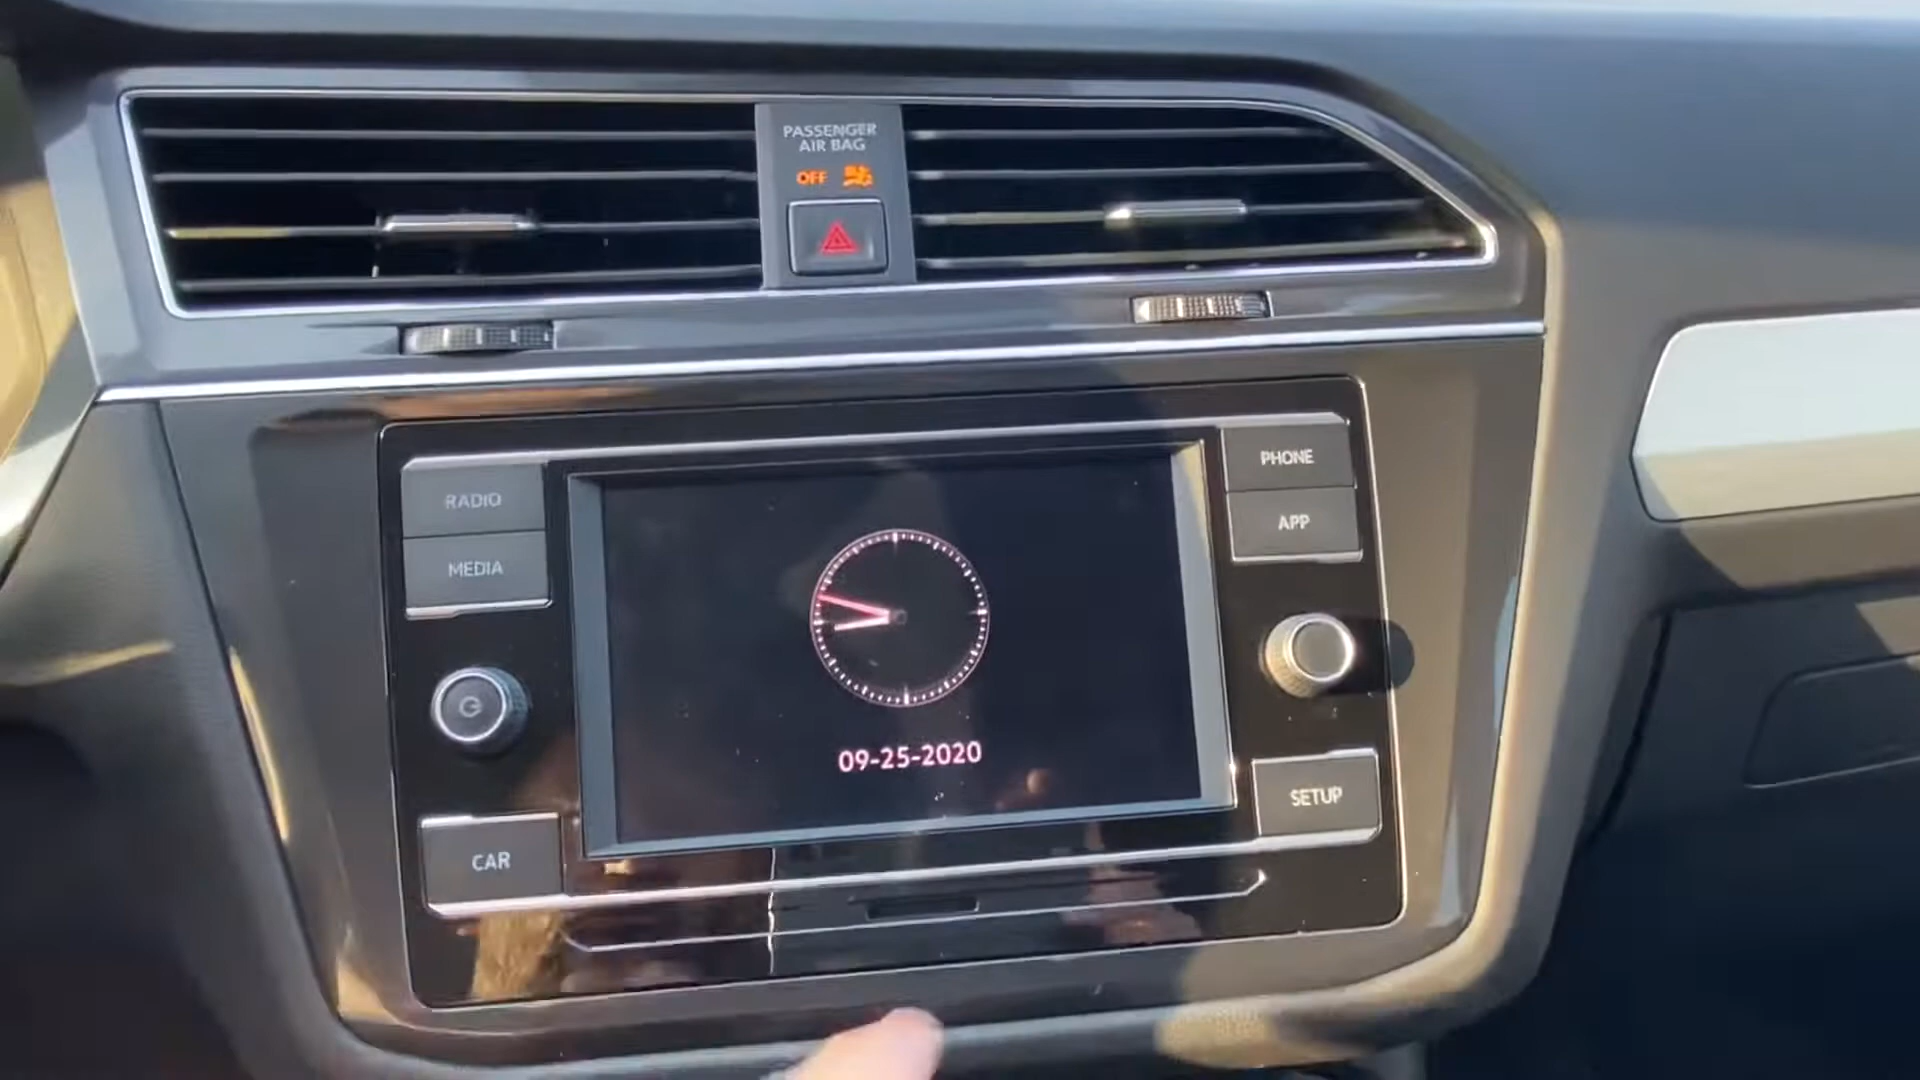 PASSENGER
AIR BAG
OFF
RADIO
MEDIA
PHONE
APP
09-25-2020
CAR
SETUP